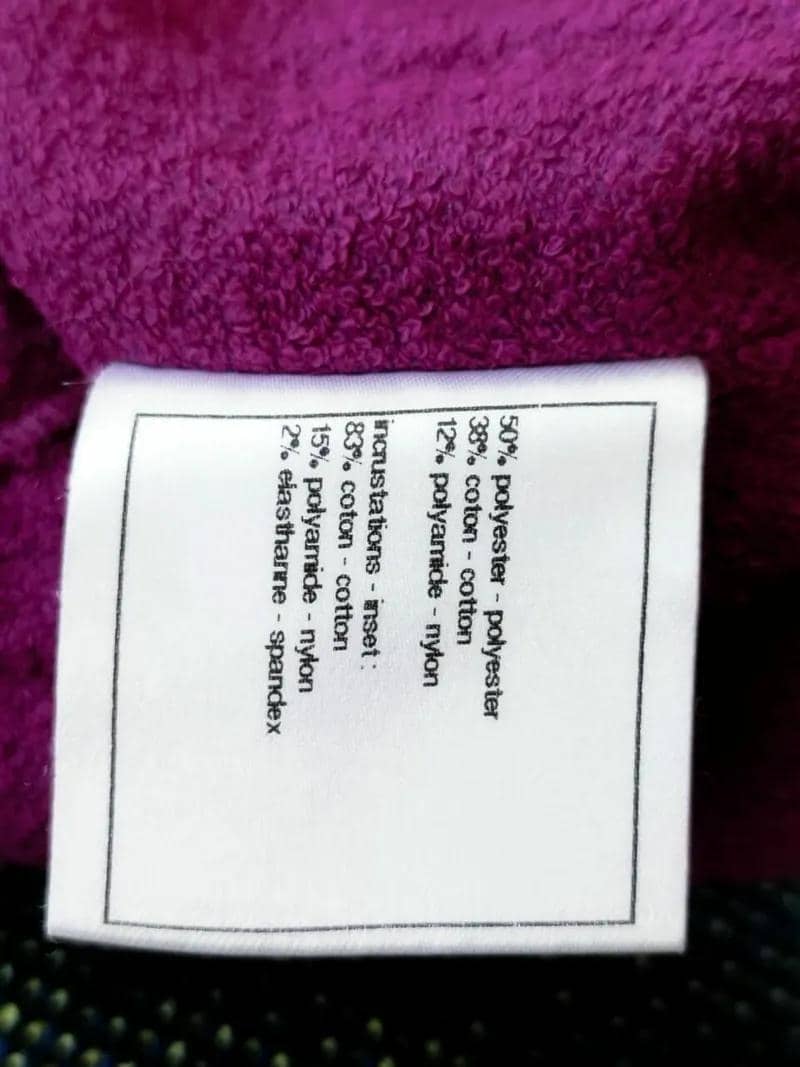 50% polyester - polyester
38% coton - cotton
12% polyamide - nylon
incrustations - inset :
83% coton - cotton
15% polyamide - nylon
2% elasthanne - spandex